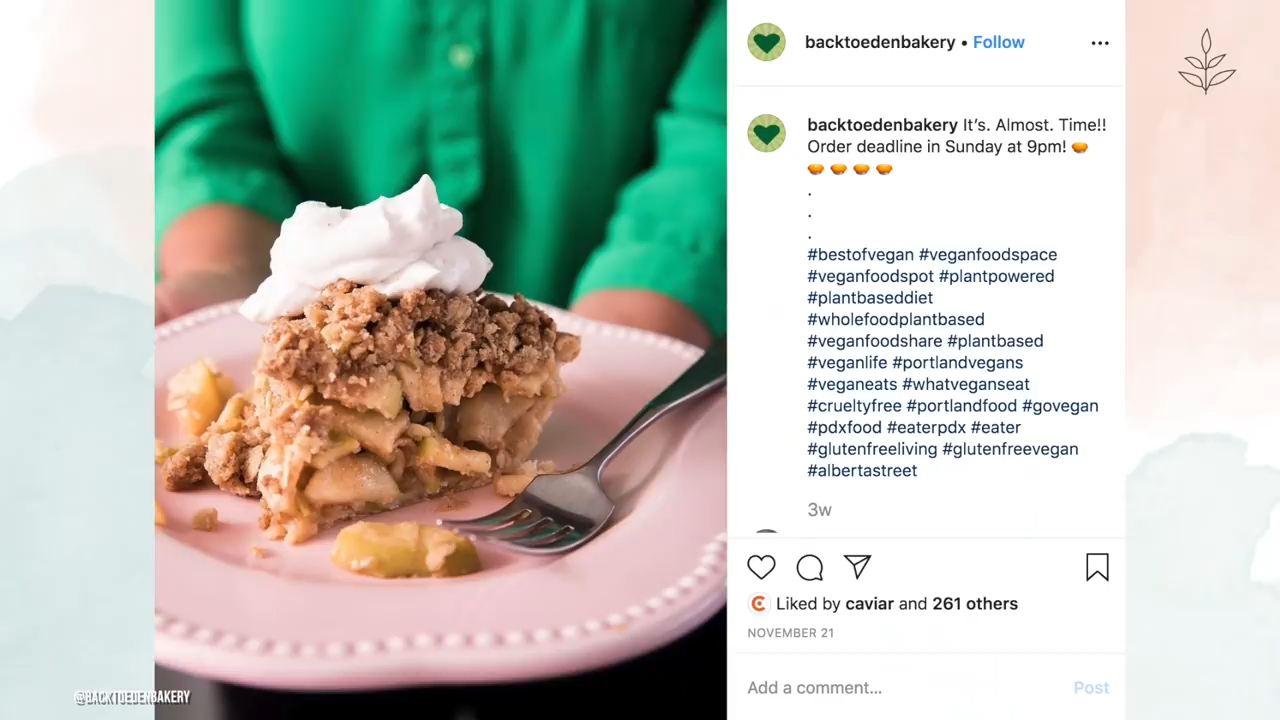 backtoedenbakery • Follow
backtoedenbakery It's. Almost. Time!!
Order deadline in Sunday at 9pm! 🥧
🥧 🥧 🥧 🥧
.
.
.
#bestofvegan #veganfoodspace
#veganfoodspot #plantpowered
#plantbaseddiet
#wholefoodplantbased
#veganfoodshare #plantbased
#veganlife #portlandvegans
#veganeats #whatveganseat
#crueltyfree #portlandfood #govegan
#pdxfood #eaterpdx #eater
#glutenfreeliving #glutenfreevegan
#albertastreet
3w
Liked by caviar and 261 others
NOVEMBER 21
Add a comment... Post
@BACKTOEDENBAKERY